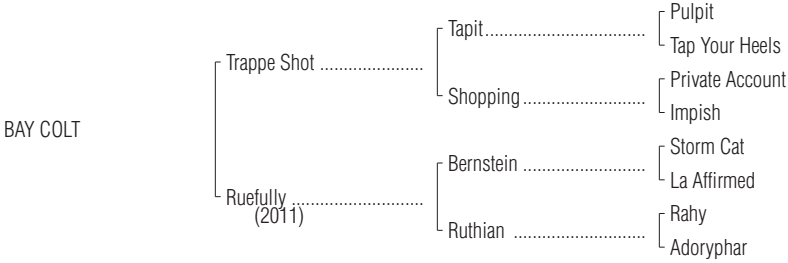 Pulpit
Tapit..................................
Tap Your Heels
Trappe Shot ......................
Private Account
Shopping..........................
Impish
BAY COLT
Storm Cat
Bernstein ..........................
La Affirmed
Ruefully ............................
(2011)
Rahy
Ruthian ............................
Adoryphar